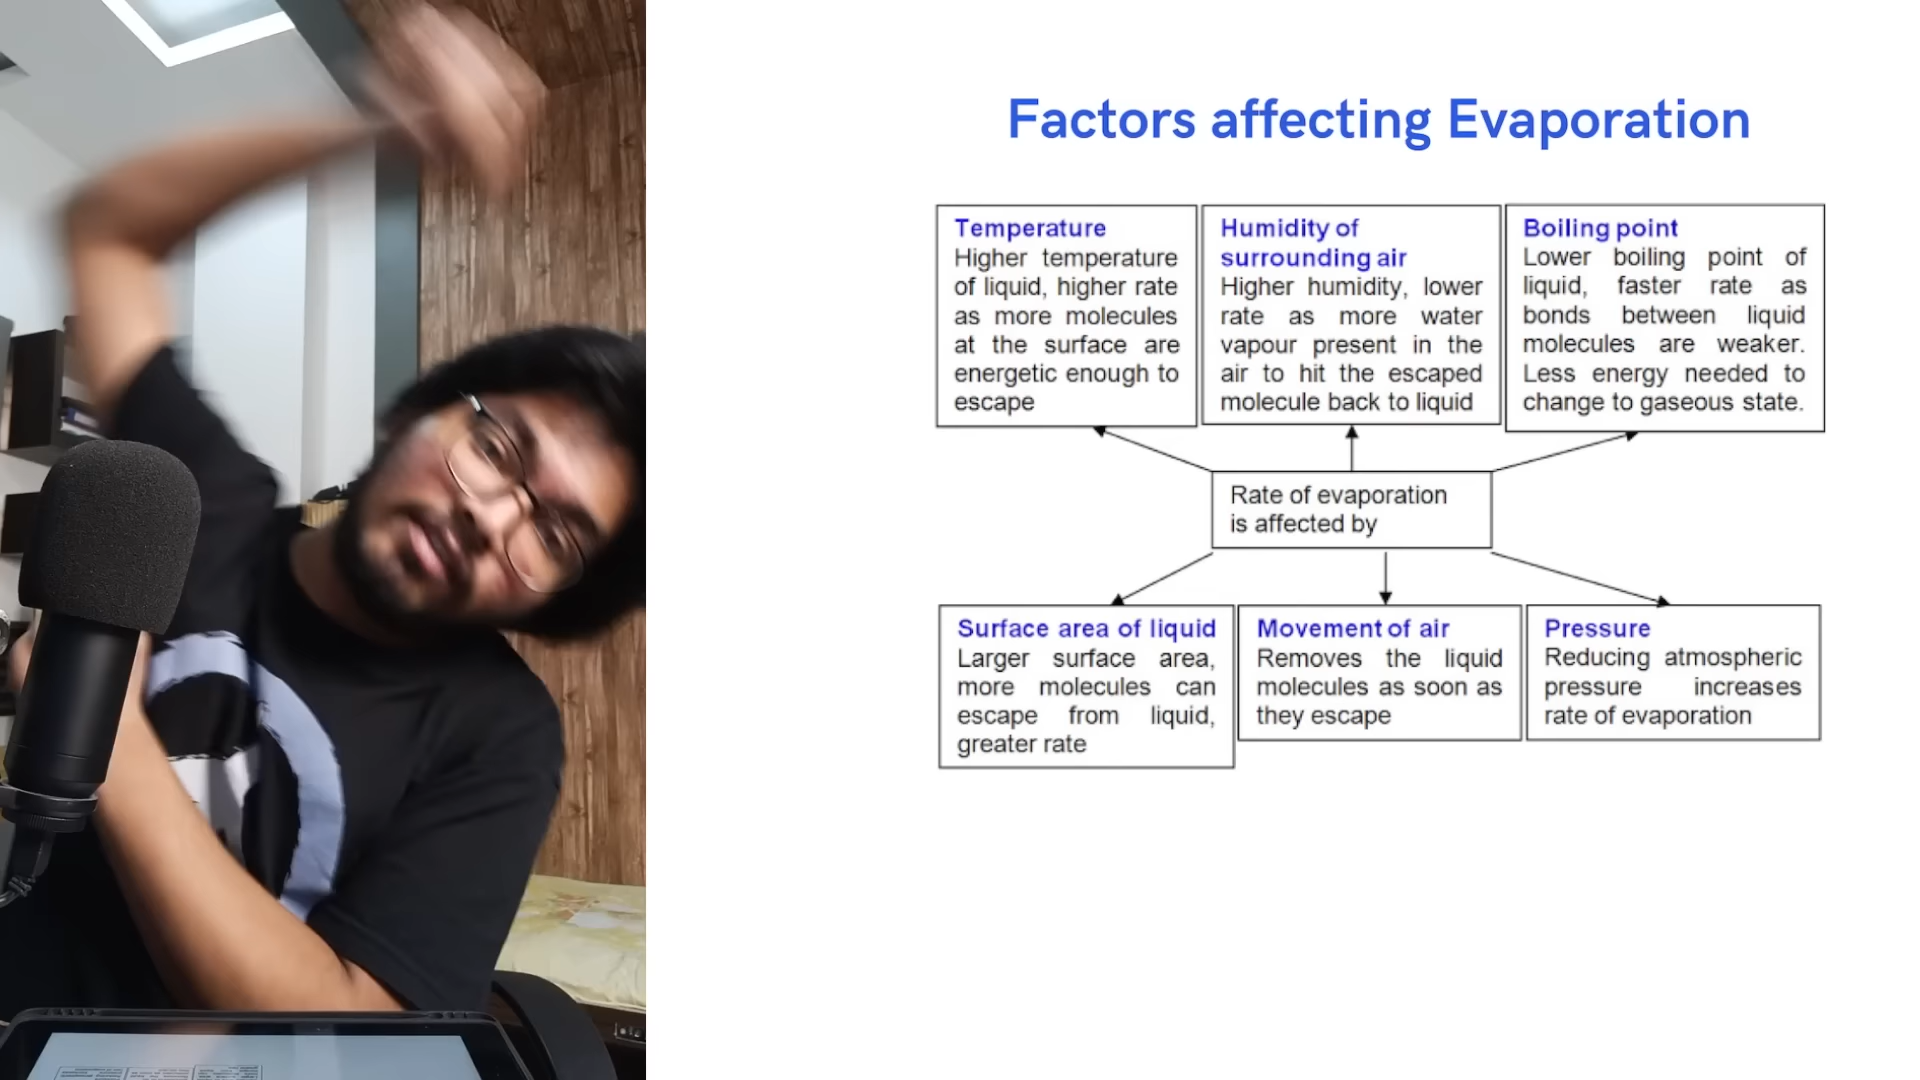 Factors affecting Evaporation
Temperature
Higher temperature
of liquid, higher rate
as more molecules
at the surface are
energetic enough to
escape
Humidity of
surrounding air
Higher humidity, lower
rate as more water
vapour present in the
air to hit the escaped
molecule back to liquid
Boiling point
Lower boiling point of
liquid, faster rate as
bonds between liquid
molecules are weaker.
Less energy needed to
change to gaseous state.
Rate of evaporation
is affected by
Surface area of liquid
Larger surface area,
more molecules can
escape from liquid,
greater rate
Movement of air
Removes the liquid
molecules as soon as
they escape
Pressure
Reducing atmospheric
pressure increases
rate of evaporation